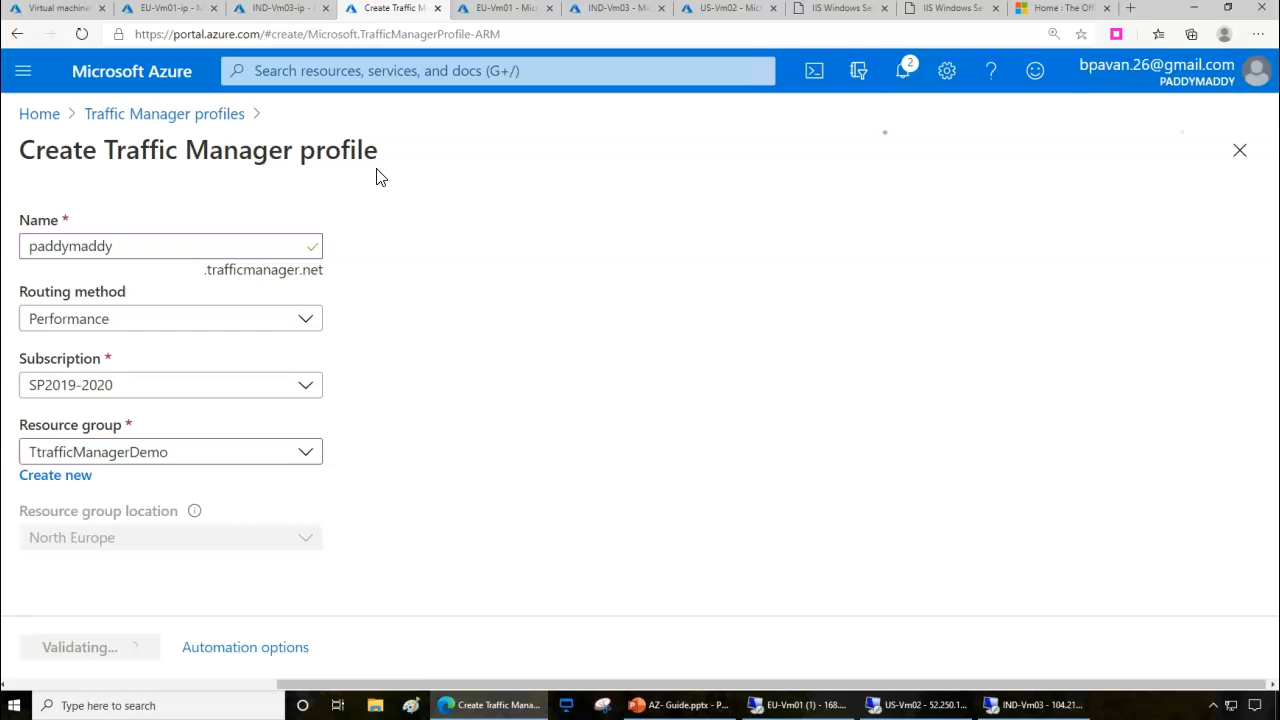 Virtual machine
EU-Vm01-ip - M
IND-Vm03-ip -
Create Traffic M
EU-Vm01 - Micr
IND-Vm03 - Mi
US-Vm02 - Micr
IIS Windows Ser
IIS Windows Ser
Home : The Off
https://portal.azure.com/#create/Microsoft.TrafficManagerProfile-ARM
Microsoft Azure
Search resources, services, and docs (G+/)
2
bpavan.26@gmail.com
PADDYMADDY
Home > Traffic Manager profiles >
Create Traffic Manager profile
Name *
paddymaddy
.trafficmanager.net
Routing method
Performance
Subscription *
SP2019-2020
Resource group *
TtrafficManagerDemo
Create new
Resource group location
North Europe
Validating...
Automation options
Type here to search
Create Traffic Mana...
AZ- Guide.pptx - P...
EU-Vm01 (1) - 168....
US-Vm02 - 52.250.1...
IND-Vm03 - 104.21...